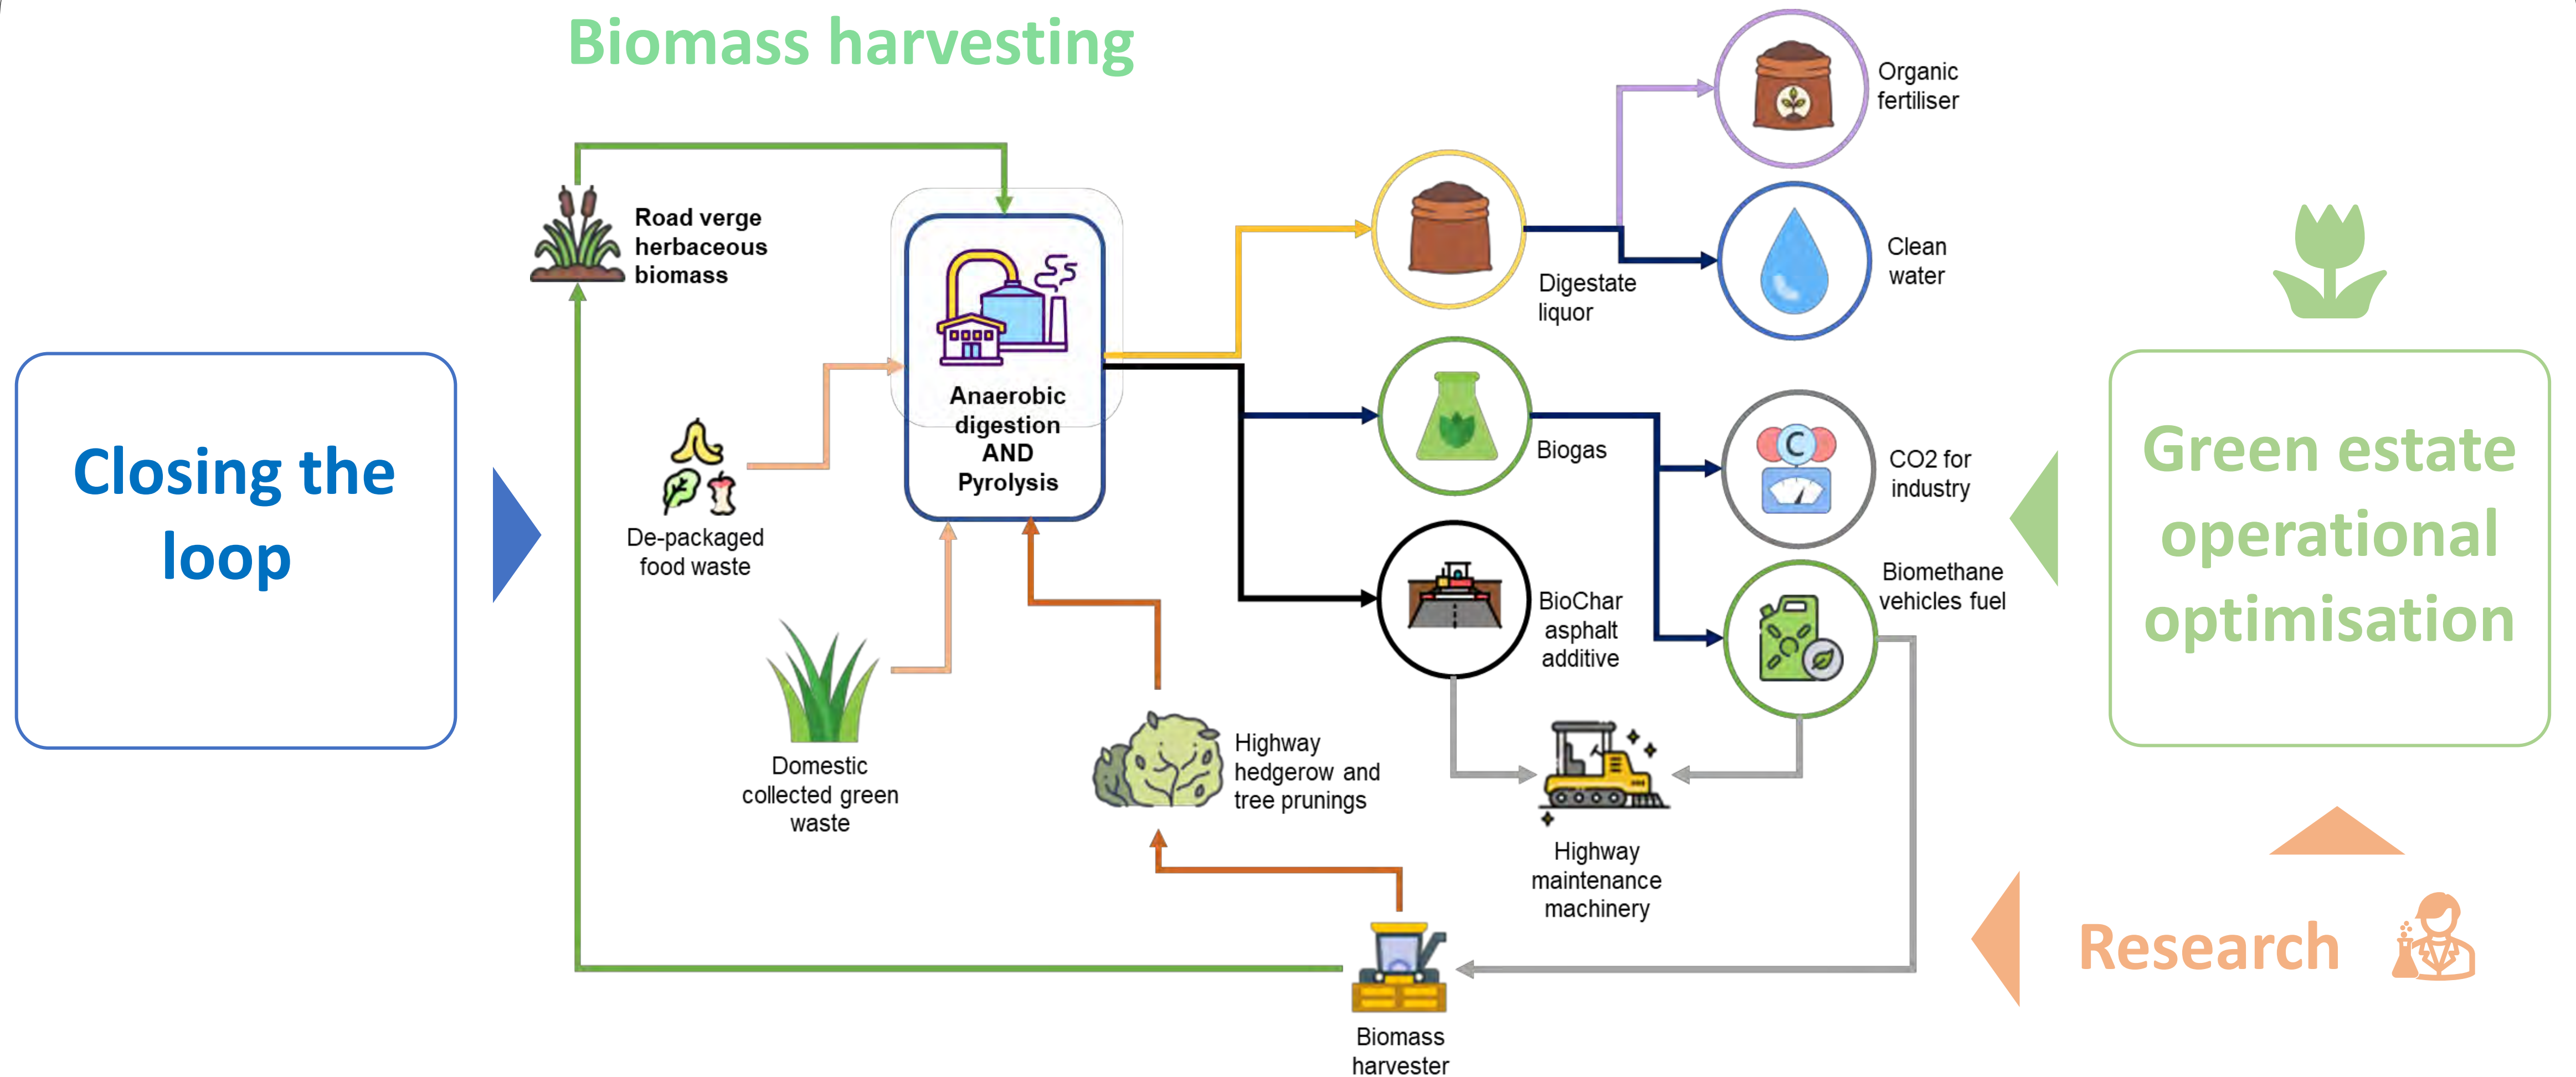 Biomass harvesting
Organic
fertiliser
Road verge
herbaceous
biomass
Clean
water
Digestate
liquor
Anaerobic
digestion
AND
Pyrolysis
Biogas
CO2 for
industry
Closing the
loop
Green estate
operational
optimisation
De-packaged
food waste
BioChar
asphalt
additive
Biomethane
vehicles fuel
C
Domestic
collected green
waste
Highway
hedgerow and
tree prunings
Highway
maintenance
machinery
Research
Biomass
harvester